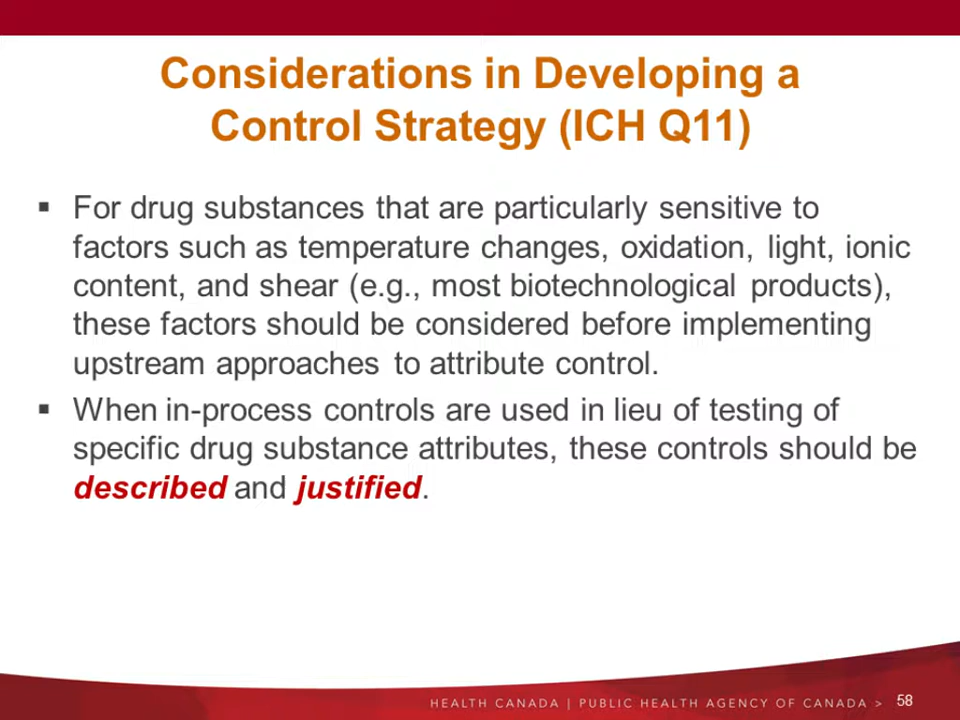 Considerations in Developing a
Control Strategy (ICH Q11)
▪ For drug substances that are particularly sensitive to
factors such as temperature changes, oxidation, light, ionic
content, and shear (e.g., most biotechnological products),
these factors should be considered before implementing
upstream approaches to attribute control.
▪ When in-process controls are used in lieu of testing of
specific drug substance attributes, these controls should be
described and justified.
HEALTH CANADA | PUBLIC HEALTH AGENCY OF CANADA > 58